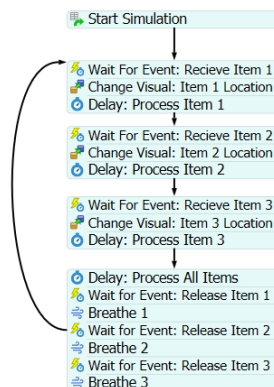 Start Simulation
Wait For Event: Recieve Item 1
Change Visual: Item 1 Location
Delay: Process Item 1
Wait For Event: Recieve Item 2
Change Visual: Item 2 Location
Delay: Process Item 2
Wait For Event: Recieve Item 3
Change Visual: Item 3 Location
Delay: Process Item 3
Delay: Process All Items
Wait for Event: Release Item 1
Breathe 1
Wait for Event: Release Item 2
Breathe 2
Wait for Event: Release Item 3
Breathe 3